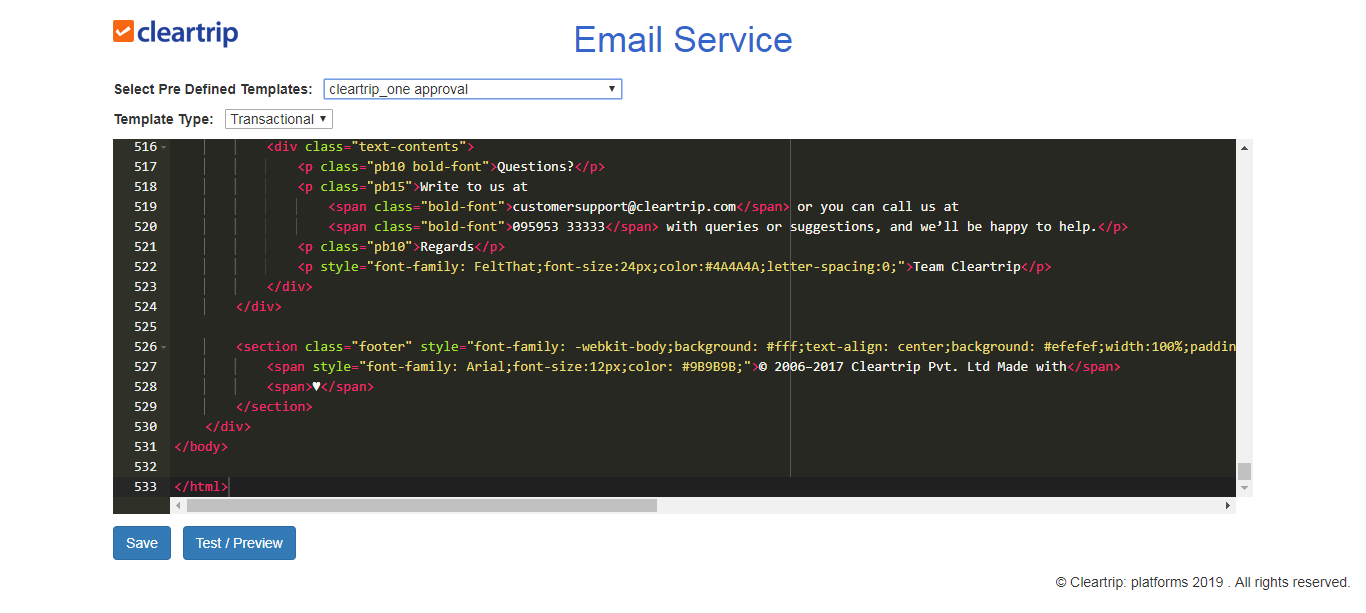 cleartrip
Email Service
Select Pre Defined Templates: cleartrip_one approval
Template Type: Transactional
516 <div class="text-contents">
517 <p class="pb10 bold-font">Questions?</p>
518 <p class="pb15">Write to us at
519 <span class="bold-font">customersupport@cleartrip.com</span> or you can call us at
520 <span class="bold-font">095953 33333</span> with queries or suggestions, and we’ll be happy to help.</p>
521 <p class="pb10">Regards</p>
522 <p style="font-family: FeltThat;font-size:24px;color:#4A4A4A;letter-spacing:0;">Team Cleartrip</p>
523 </div>
524 </div>
525
526 <section class="footer" style="font-family: -webkit-body;background: #fff;text-align: center;background: #efefef;width:100%;paddin
527 <span style="font-family: Arial;font-size:12px;color: #9B9B9B;">© 2006–2017 Cleartrip Pvt. Ltd Made with</span>
528 <span>♥</span>
529 </section>
530 </div>
531 </body>
532
533 </html>
Save Test / Preview
© Cleartrip: platforms 2019 . All rights reserved.